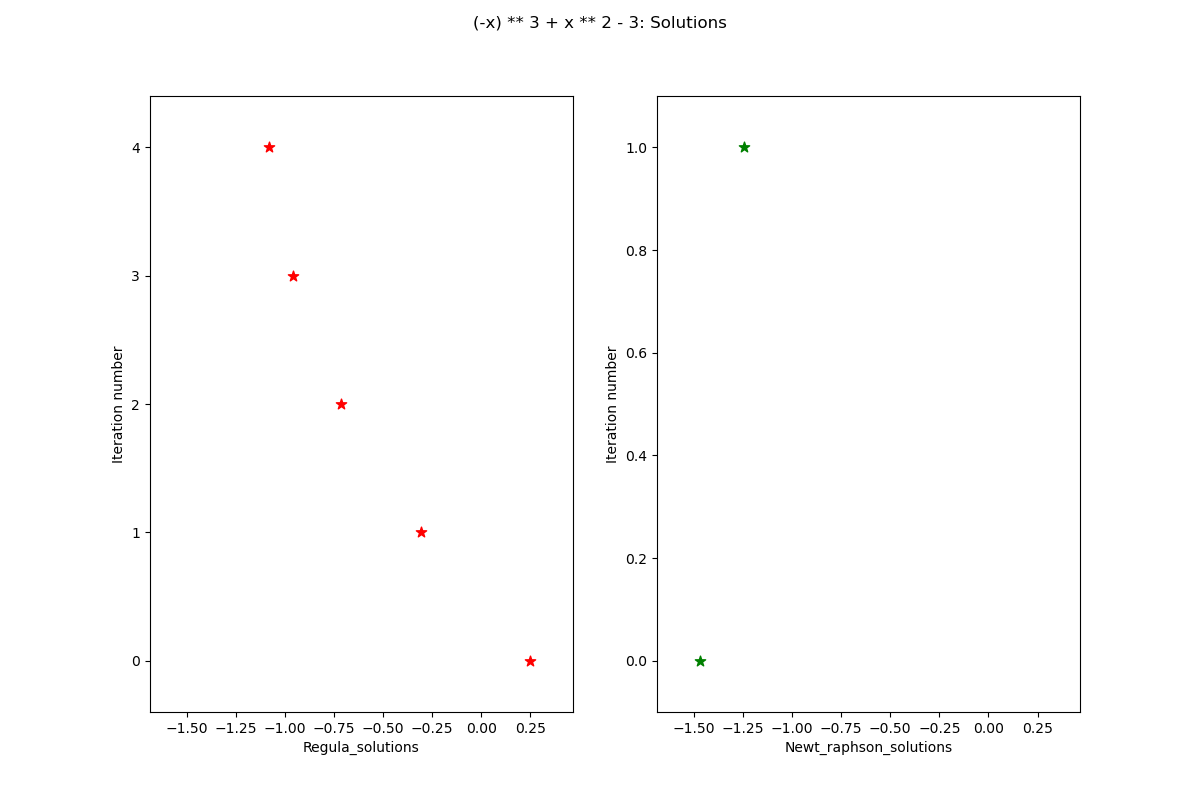 (-x) ** 3 + x ** 2 - 3: Solutions
4
3
2
1
0
Iteration number
−1.50 −1.25 −1.00 −0.75 −0.50 −0.25 0.00 0.25
Regula_solutions
1.0
0.8
0.6
0.4
0.2
0.0
Iteration number
−1.50 −1.25 −1.00 −0.75 −0.50 −0.25 0.00 0.25
Newt_raphson_solutions